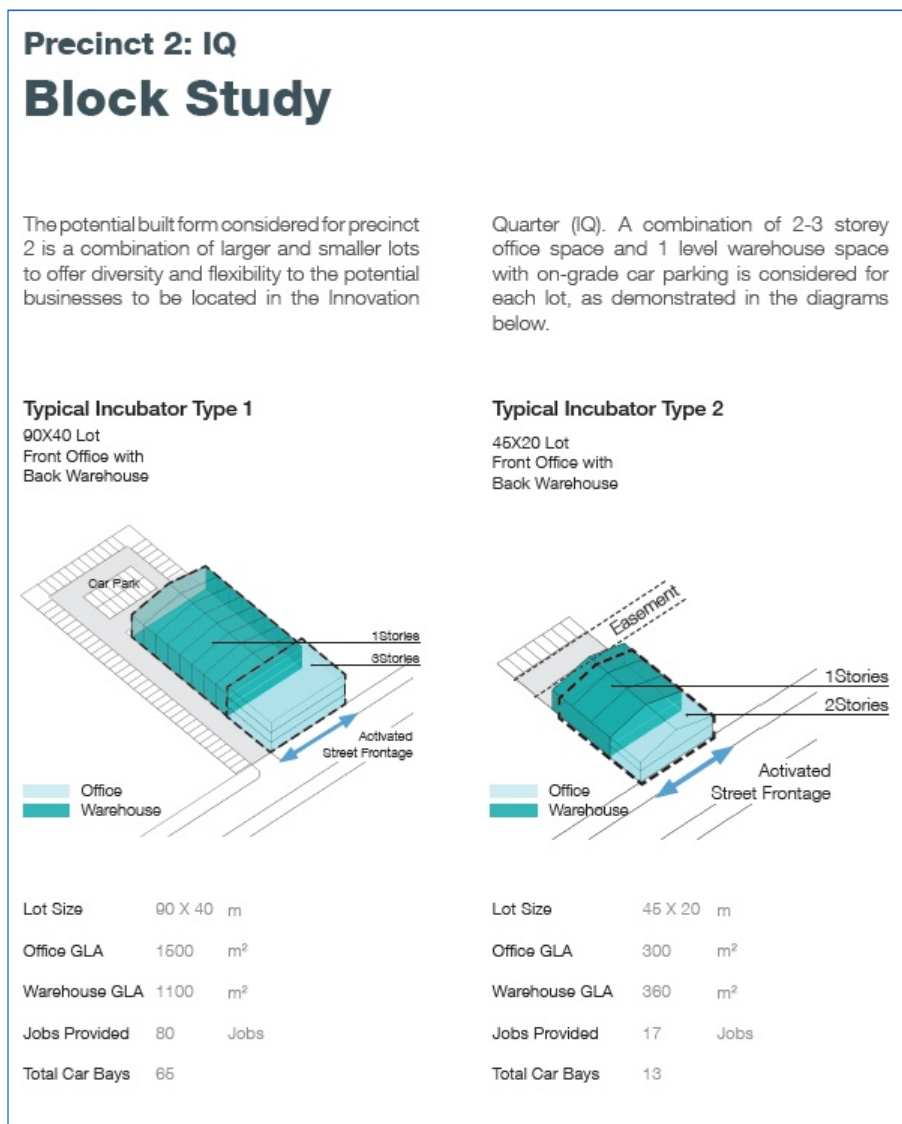 Precinct 2: IQ
Block Study
The potential built form considered for precinct
2 is a combination of larger and smaller lots
to offer diversity and flexibility to the potential
businesses to be located in the Innovation
Quarter (IQ). A combination of 2-3 storey
office space and 1 level warehouse space
with on-grade car parking is considered for
each lot, as demonstrated in the diagrams
below.
Typical Incubator Type 1
90X40 Lot
Front Office with
Back Warehouse
Car Park
1Stories
3Stories
Activated
Street Frontage
Office
Warehouse
Lot Size 90 X 40 m
Office GLA 1500 m²
Warehouse GLA 1100 m²
Jobs Provided 80 Jobs
Total Car Bays 65
Typical Incubator Type 2
45X20 Lot
Front Office with
Back Warehouse
Easement
1Stories
2Stories
Activated
Street Frontage
Office
Warehouse
Lot Size 45 X 20 m
Office GLA 300 m²
Warehouse GLA 360 m²
Jobs Provided 17 Jobs
Total Car Bays 13